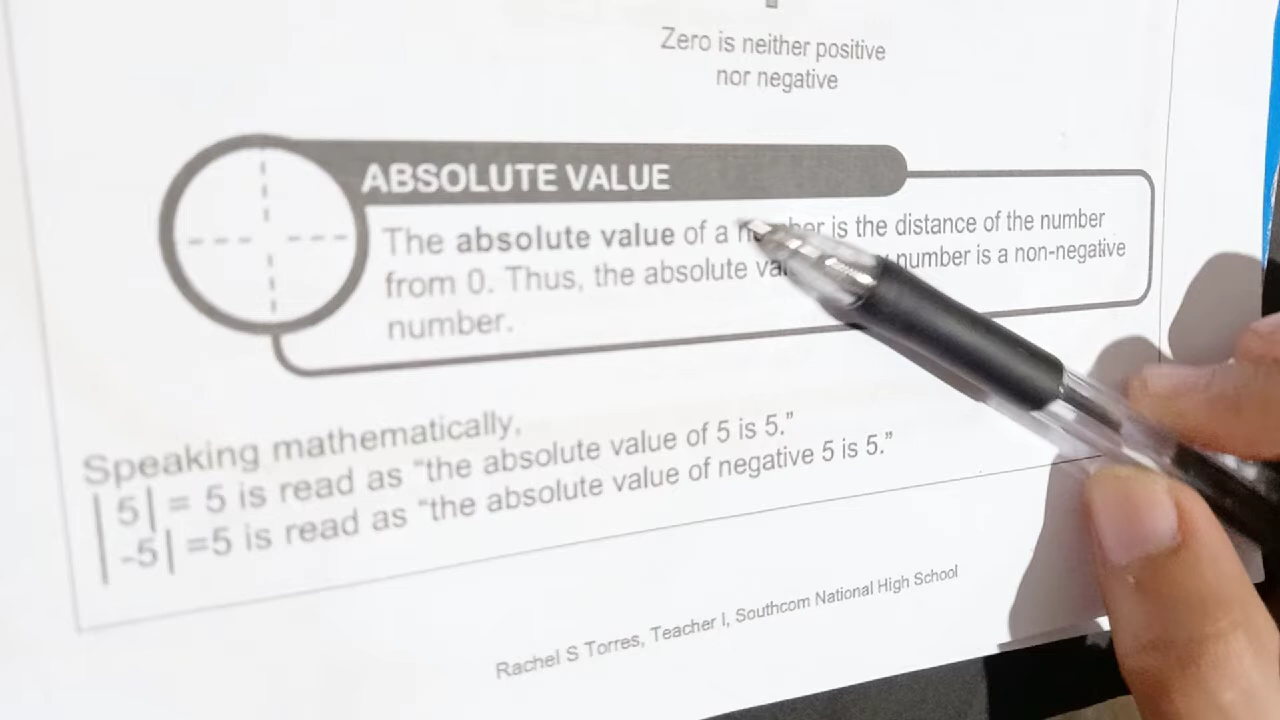 Zero is neither positive
nor negative
ABSOLUTE VALUE
The absolute value of a number is the distance of the number
from 0. Thus, the absolute number is a non-negative
number.
Speaking mathematically,
| 5| = 5 is read as “the absolute value of 5 is 5.”
| -5| =5 is read as “the absolute value of negative 5 is 5.”
Rachel S Torres, Teacher I, Southcom National High School